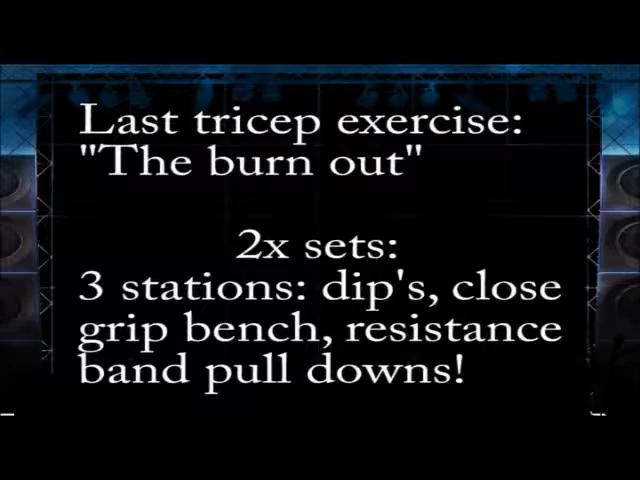 Last tricep exercise:
"The burn out"
2x sets:
3 stations: dip's, close
grip bench, resistance
band pull downs!